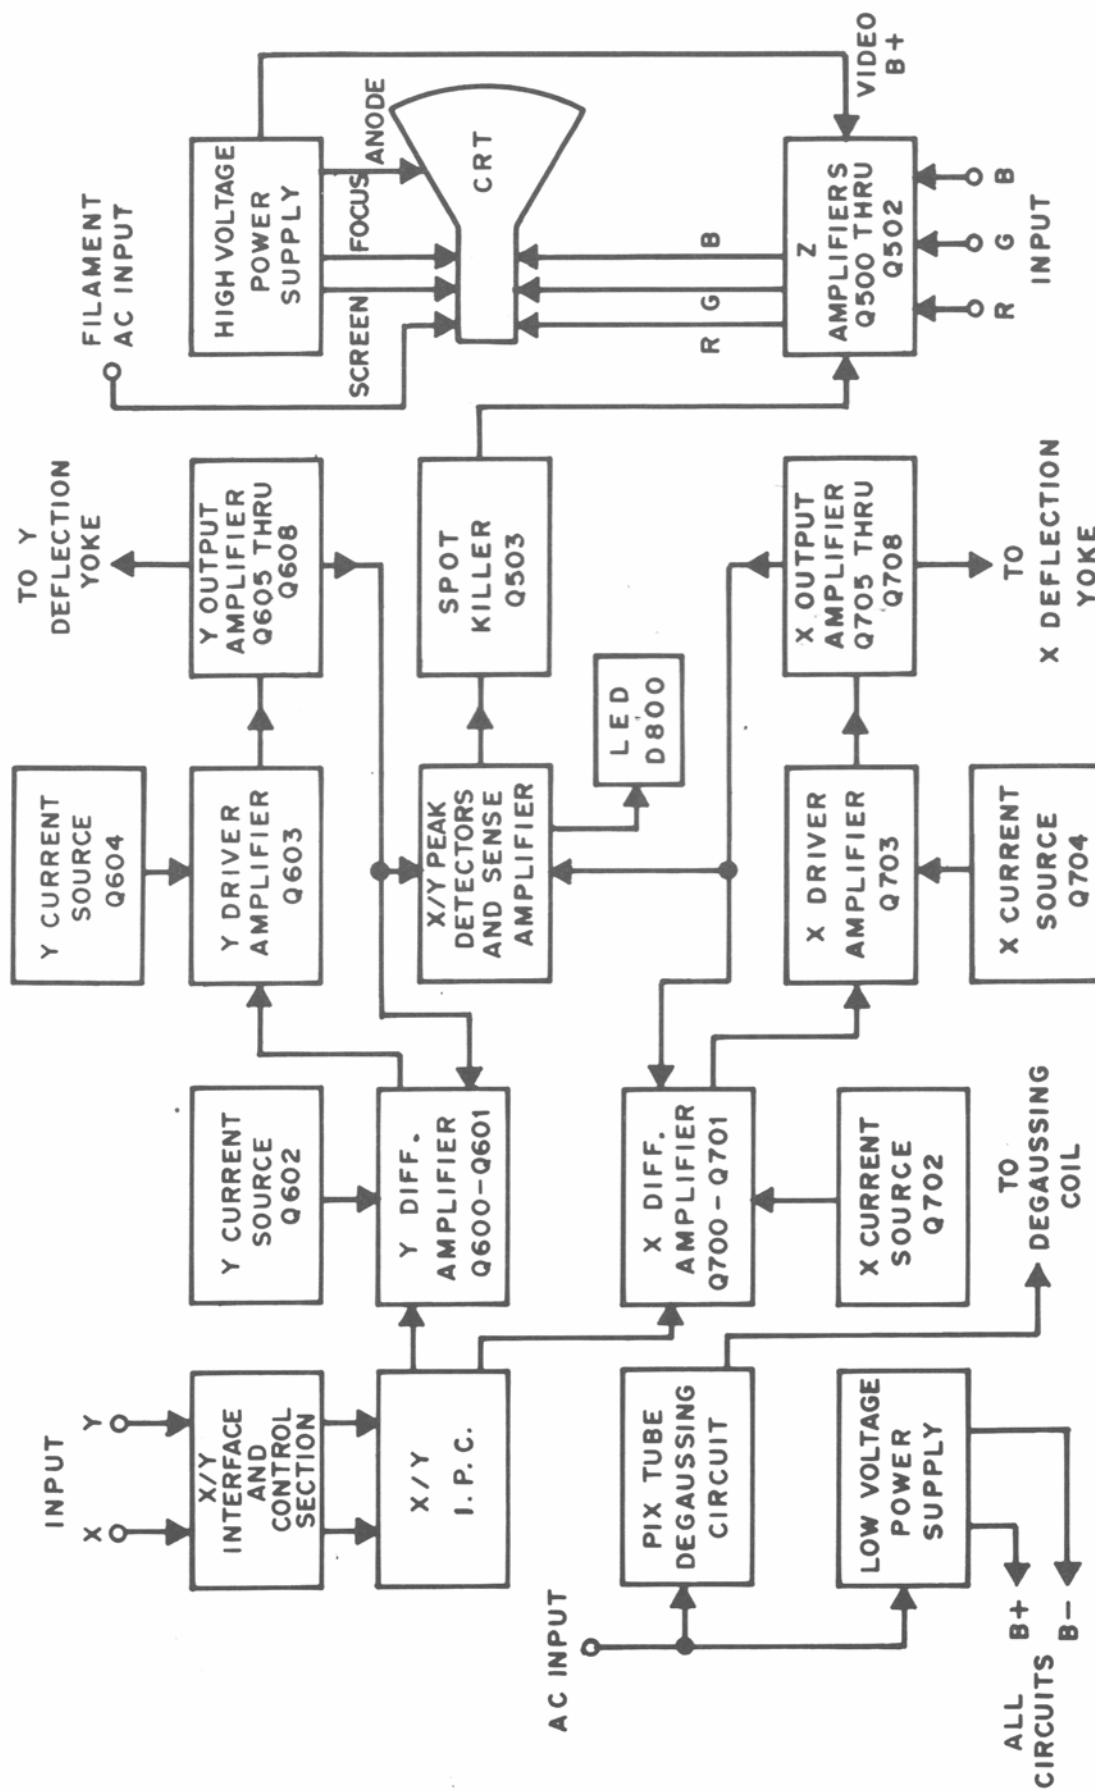 INPUT
X
Y
X/Y
INTERFACE
AND
CONTROL
SECTION
X/Y
I.P.C.
Y CURRENT
SOURCE
Q602
Y DIFF.
AMPLIFIER
Q600-Q601
Y CURRENT
SOURCE
Q604
Y DRIVER
AMPLIFIER
Q603
TO Y
DEFLECTION
YOKE
Y OUTPUT
AMPLIFIER
Q605 THRU
Q608
X/Y PEAK
DETECTORS
AND SENSE
AMPLIFIER
SPOT
KILLER
Q503
LED
D800
FILAMENT
AC INPUT
HIGH VOLTAGE
POWER
SUPPLY
SCREEN
FOCUS
ANODE
CRT
R
G
B
VIDEO
B+
Z
AMPLIFIERS
Q500 THRU
Q502
R
G
B
INPUT
AC INPUT
PIX TUBE
DEGAUSSING
CIRCUIT
TO
DEGAUSSING
COIL
LOW VOLTAGE
POWER
SUPPLY
ALL
CIRCUITS
B+
B-
X DIFF.
AMPLIFIER
Q700-Q701
X CURRENT
SOURCE
Q702
X DRIVER
AMPLIFIER
Q703
X CURRENT
SOURCE
Q704
X OUTPUT
AMPLIFIER
Q705 THRU
Q708
TO
X DEFLECTION
YOKE